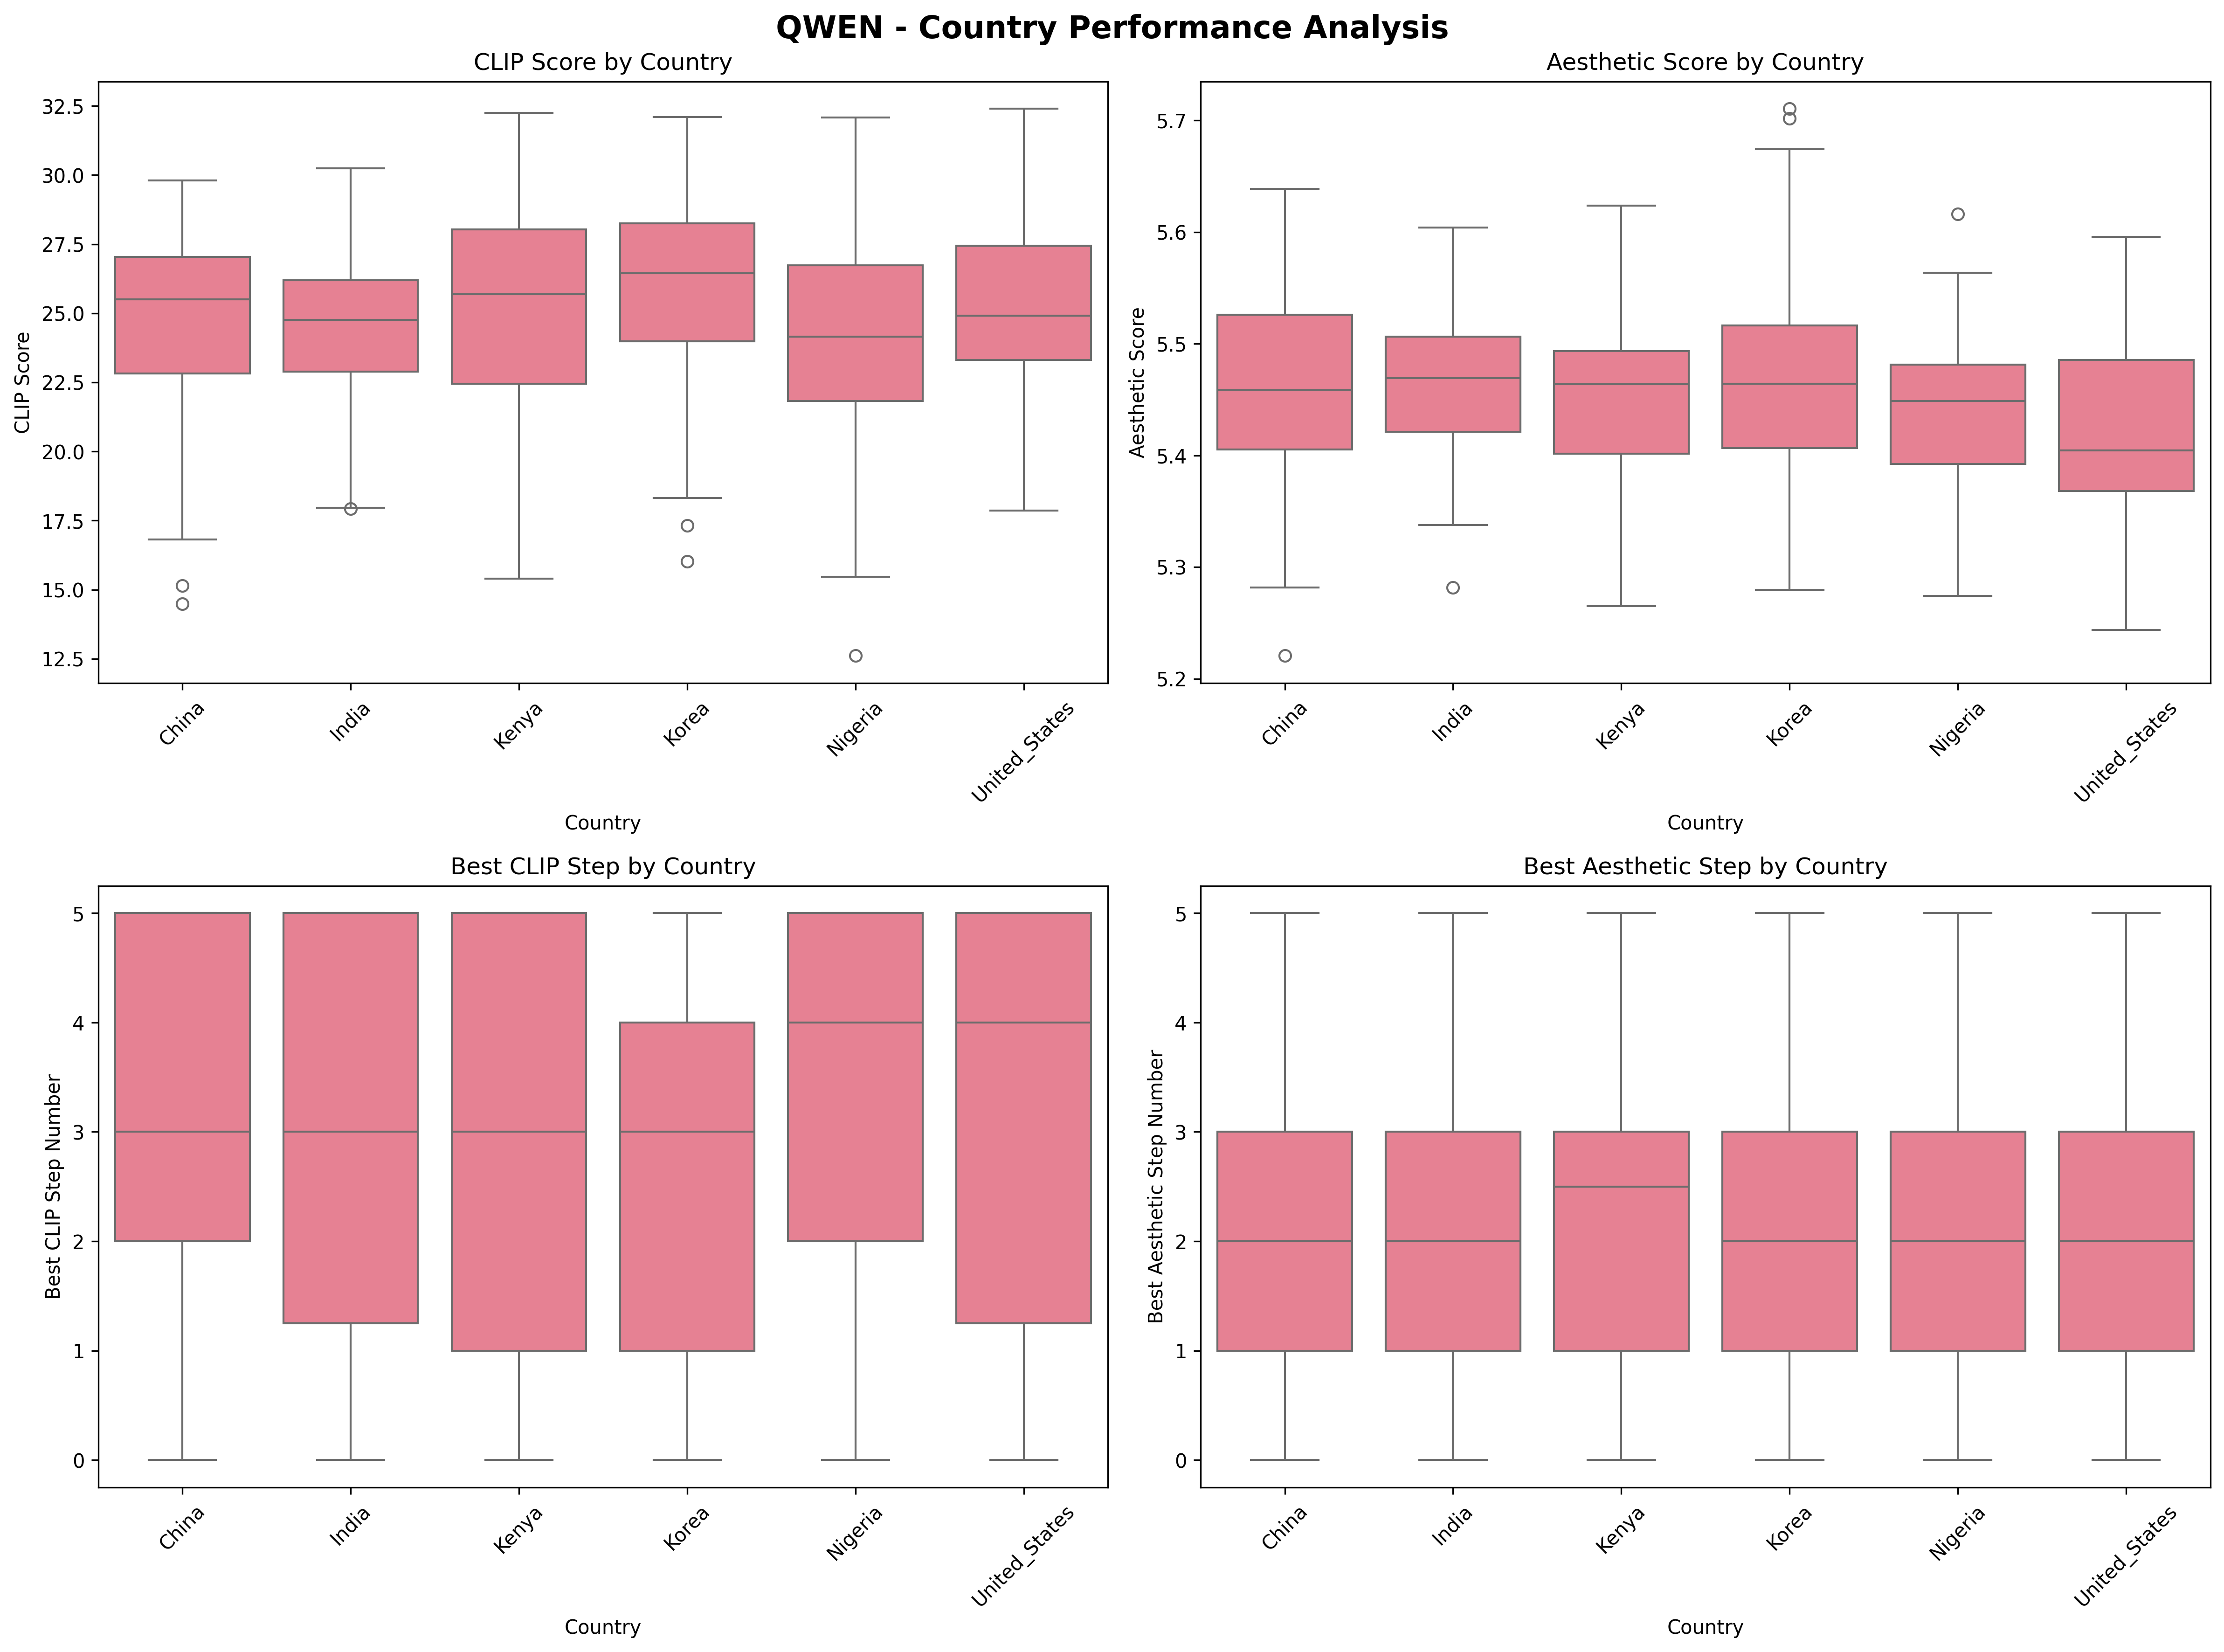 QWEN - Country Performance Analysis
CLIP Score by Country
CLIP Score
32.5
30.0
27.5
25.0
22.5
20.0
17.5
15.0
12.5
China
India
Kenya
Korea
Nigeria
United_States
Country
Aesthetic Score by Country
Aesthetic Score
5.7
5.6
5.5
5.4
5.3
5.2
China
India
Kenya
Korea
Nigeria
United_States
Country
Best CLIP Step by Country
Best CLIP Step Number
5
4
3
2
1
0
China
India
Kenya
Korea
Nigeria
United_States
Country
Best Aesthetic Step by Country
Best Aesthetic Step Number
5
4
3
2
1
0
China
India
Kenya
Korea
Nigeria
United_States
Country